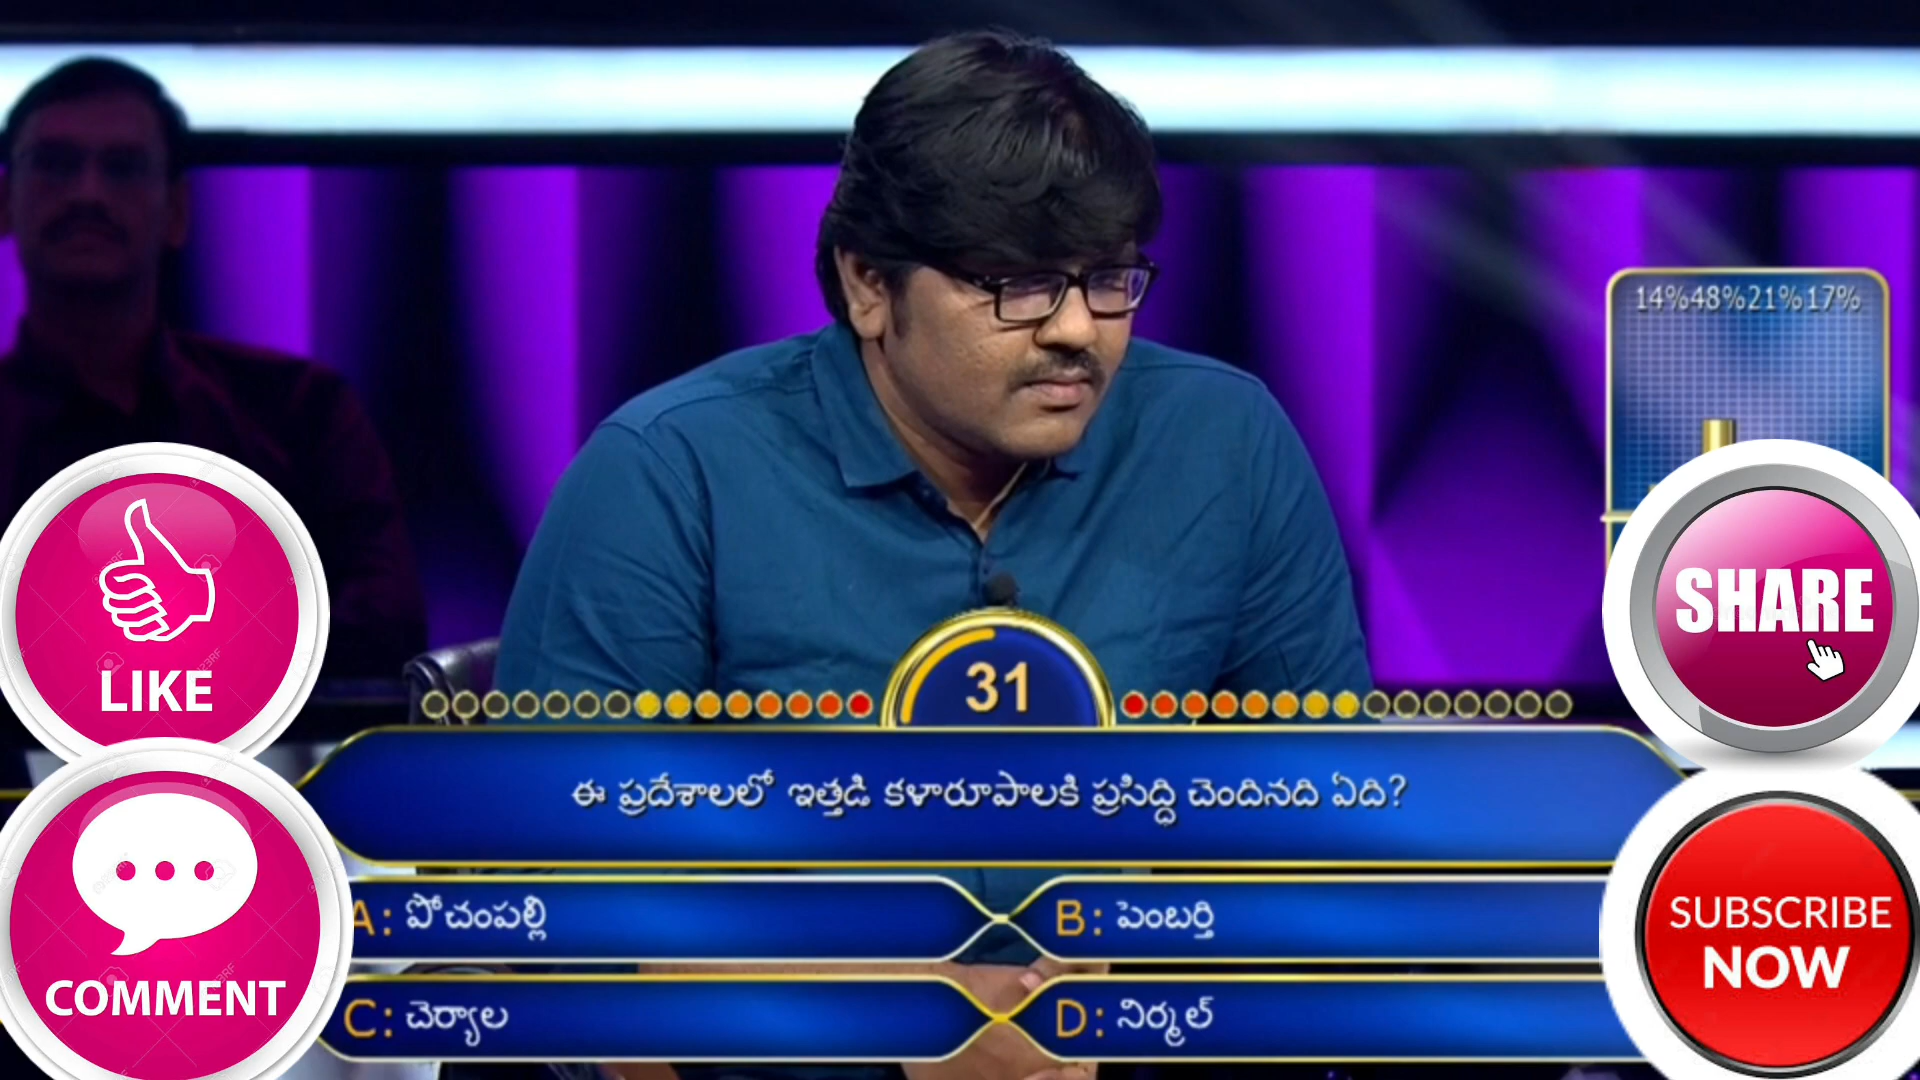 14%48%21%17%
LIKE
SHARE
31
ఈ ప్రదేశాలలో ఇత్తడి కళారూపాలకి ప్రసిద్ధి చెందినది ఏది?
A: పోచంపల్లి
B: పెంబర్తి
SUBSCRIBE
NOW
COMMENT
C: చెర్యాల
D: నిర్మల్